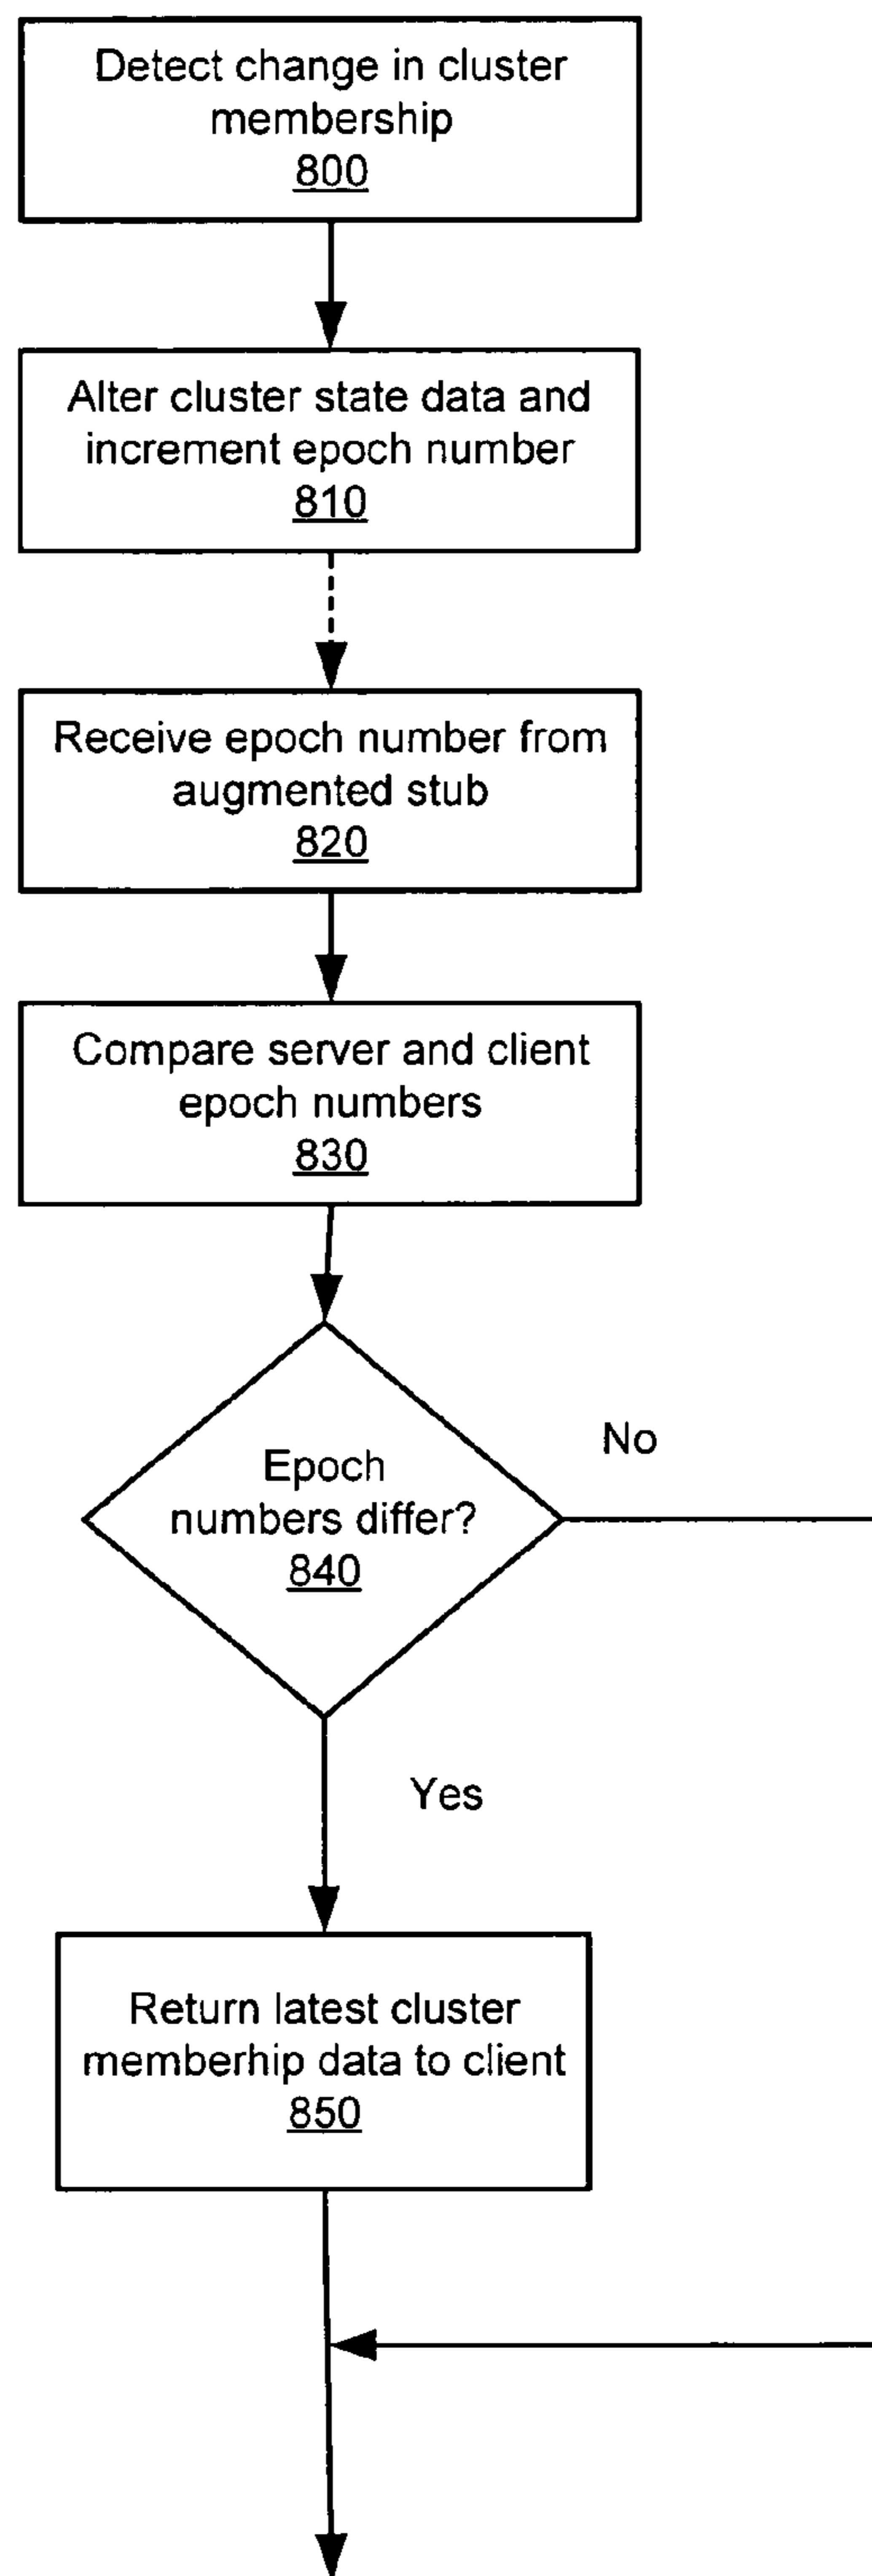 Detect change in cluster
membership
800
Alter cluster state data and
increment epoch number
810
Receive epoch number from
augmented stub
820
Compare server and client
epoch numbers
830
No
Epoch
numbers differ?
840
Yes
Return latest cluster
memberhip data to client
850